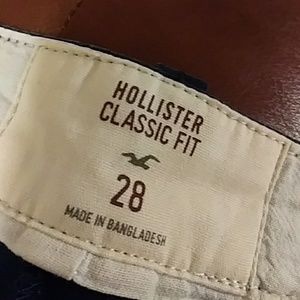 HOLLISTER
CLASSIC FIT
28
MADE IN BANGLADESH